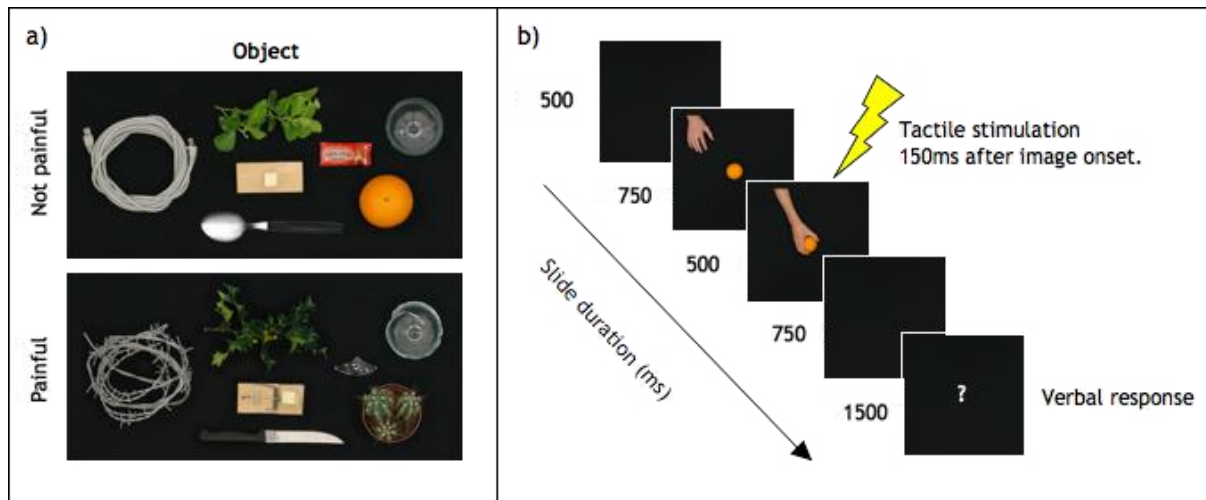 a)
Object
Not painful
Painful
b)
500
750
500
750
1500
Tactile stimulation
150ms after image onset.
Slide duration (ms)
?
Verbal response